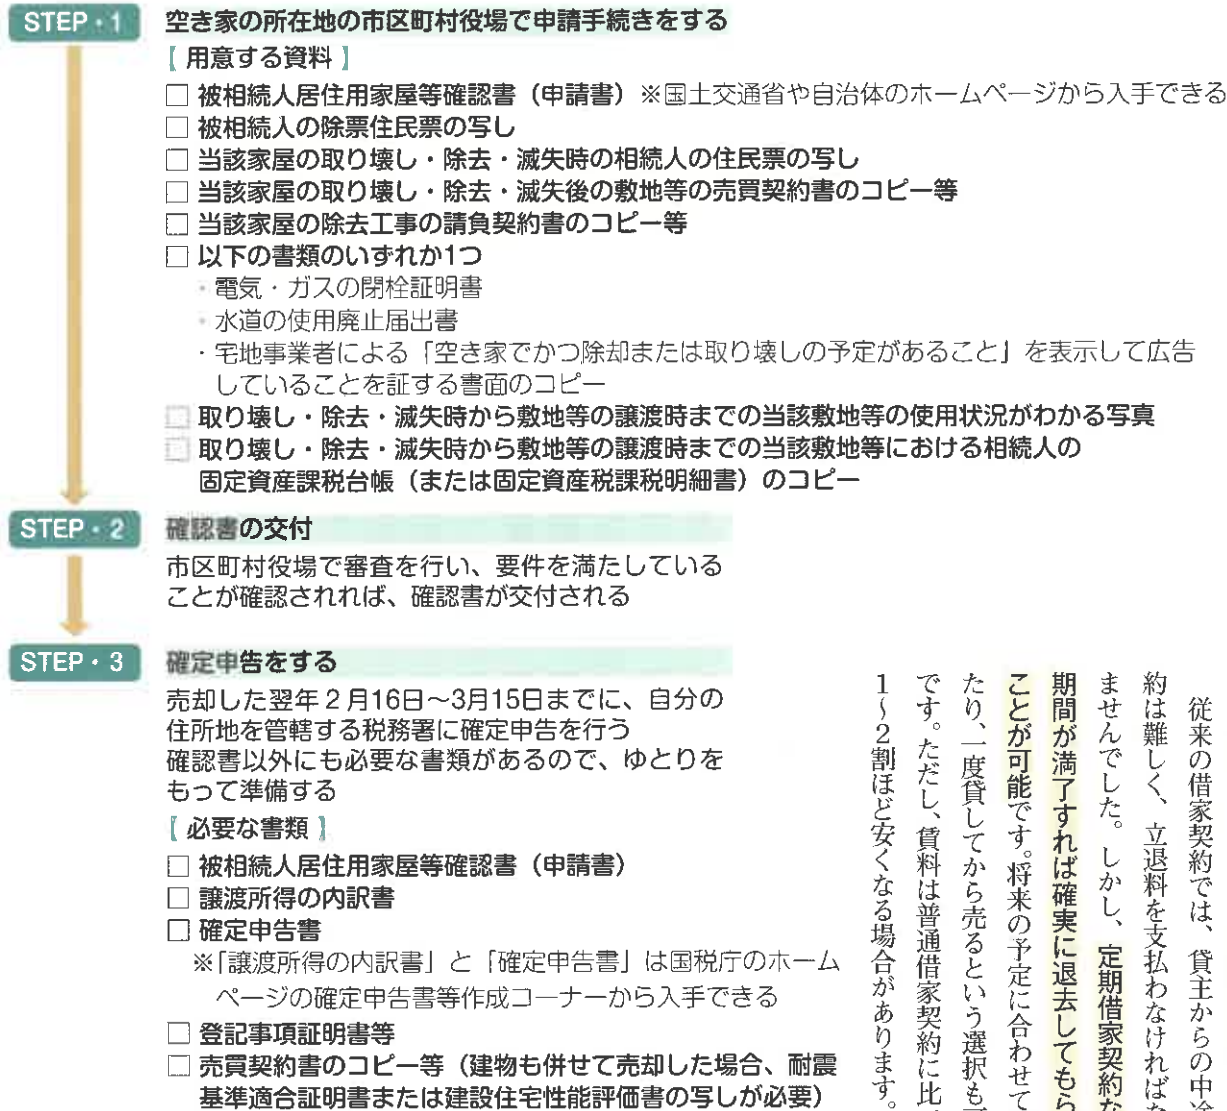 STEP・1
空き家の所在地の市区町村役場で申請手続きをする
【用意する資料】
□ 被相続人居住用家屋等確認書（申請書）※国土交通省や自治体のホームページから入手できる
□ 被相続人の除票住民票の写し
□ 当該家屋の取り壊し・除去・滅失時の相続人の住民票の写し
□ 当該家屋の取り壊し・除去・滅失後の敷地等の売買契約書のコピー等
□ 当該家屋の除去工事の請負契約書のコピー等
□ 以下の書類のいずれか1つ
・電気・ガスの閉栓証明書
・水道の使用廃止届出書
・宅地事業者による「空き家でかつ除却または取り壊しの予定があること」を表示して広告
していることを証する書面のコピー
□ 取り壊し・除去・滅失時から敷地等の譲渡時までの当該敷地等の使用状況がわかる写真
□ 取り壊し・除去・滅失時から敷地等の譲渡時までの当該敷地等における相続人の
固定資産課税台帳（または固定資産税課税明細書）のコピー
STEP・2
確認書の交付
市区町村役場で審査を行い、要件を満たしている
ことが確認されれば、確認書が交付される
STEP・3
確定申告をする
売却した翌年2月16日～3月15日までに、自分の
住所地を管轄する税務署に確定申告を行う
確認書以外にも必要な書類があるので、ゆとりを
もって準備する
【必要な書類】
□ 被相続人居住用家屋等確認書（申請書）
□ 譲渡所得の内訳書
□ 確定申告書
※「譲渡所得の内訳書」と「確定申告書」は国税庁のホーム
ページの確定申告書等作成コーナーから入手できる
□ 登記事項証明書等
□ 売買契約書のコピー等（建物も併せて売却した場合、耐震
基準適合証明書または建設住宅性能評価書の写しが必要）
従来の借家契約では、貸主からの中
約は難しく、立退料を支払わなければ
ませんでした。しかし、定期借家契約な
期間が満了すれば確実に退去してもら
ことが可能です。将来の予定に合わせて
たり、一度貸してから売るという選択も
です。ただし、賃料は普通借家契約に比
1～2割ほど安くなる場合があります。